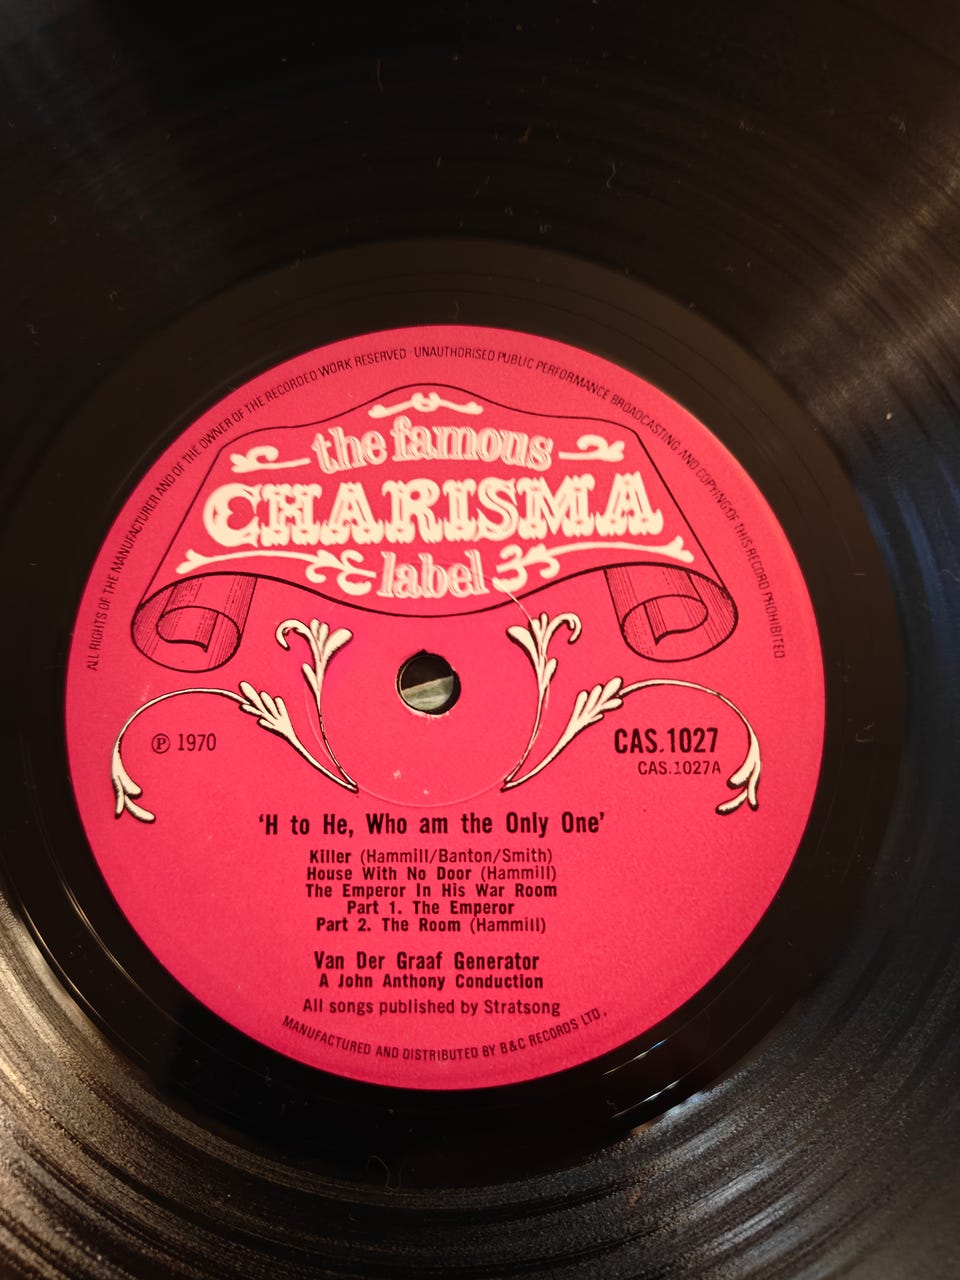 ALL RIGHTS OF THE MANUFACTURER AND OF THE OWNER OF THE RECORDED WORK RESERVED · UNAUTHORISED PUBLIC PERFORMANCE BROADCASTING AND COPYING OF THIS RECORD PROHIBITED
the famous
CHARISMA
label
℗ 1970
CAS.1027
CAS.1027A
‘H to He, Who am the Only One’
Killer (Hammill/Banton/Smith)
House With No Door (Hammill)
The Emperor In His War Room
Part 1. The Emperor
Part 2. The Room (Hammill)
Van Der Graaf Generator
A John Anthony Conduction
All songs published by Stratsong
MANUFACTURED AND DISTRIBUTED BY B&C RECORDS LTD.